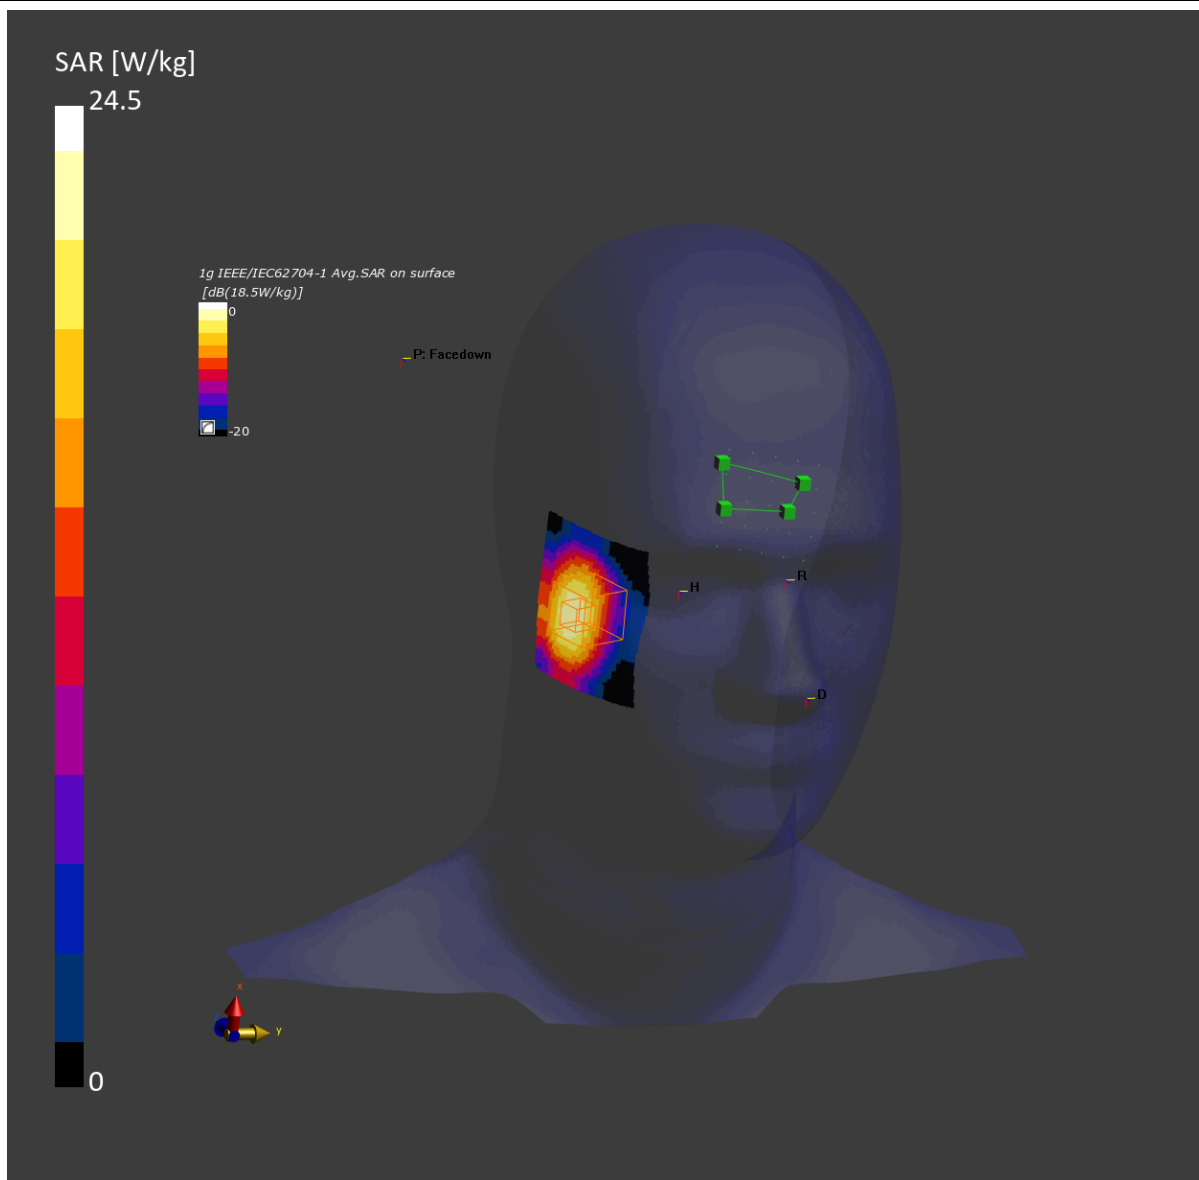 SAR [W/kg]
24.5
1g IEEE/IEC62704-1 Avg.SAR on surface
[dB(18.5W/kg)]
0
P: Facedown
-20
R
H
D
x
y
0